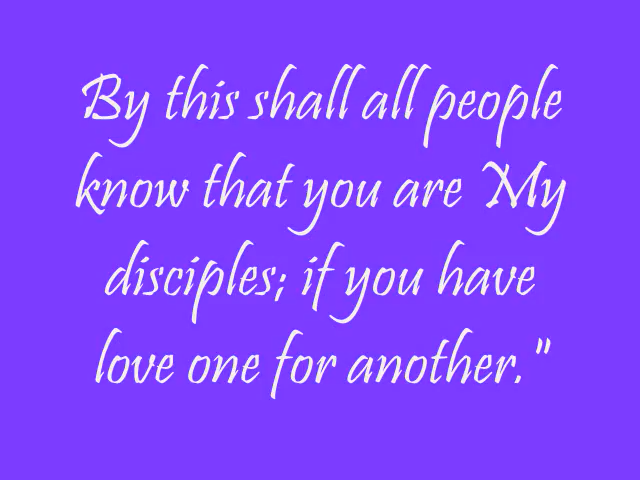 By this shall all people
know that you are My
disciples; if you have
love one for another."